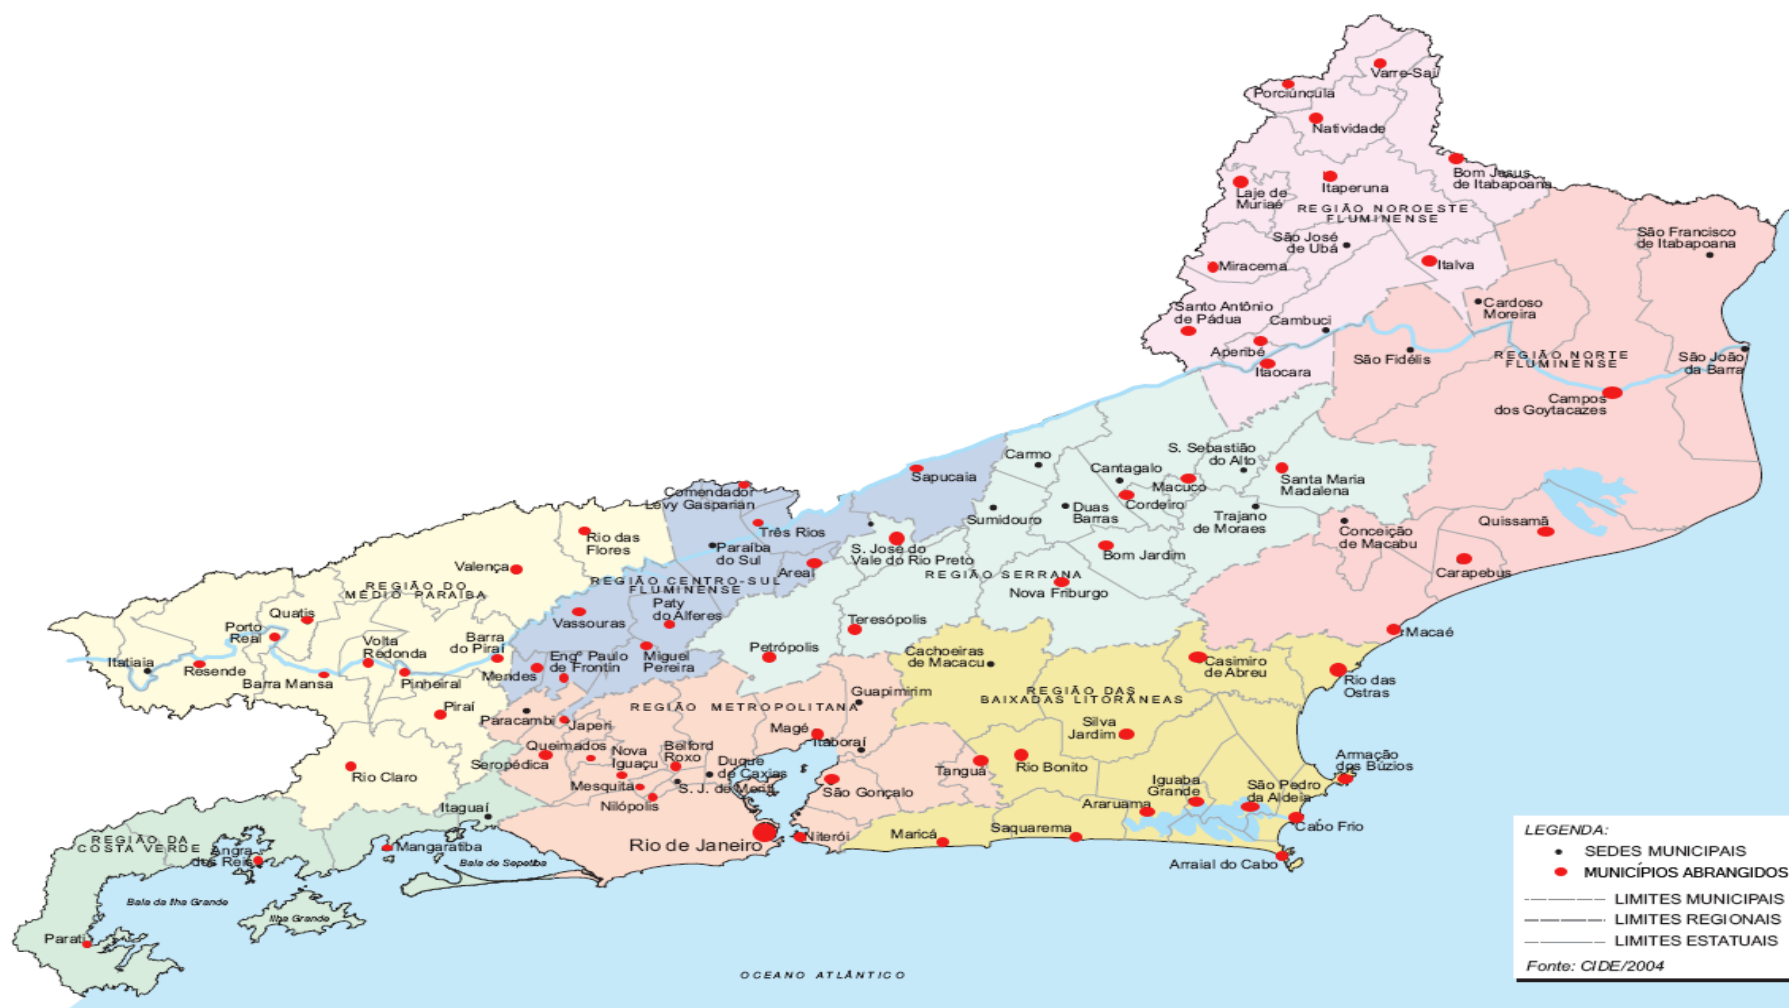 Varre-Sai
Porciúncula
Natividade
Bom Jesus
de Itabapoana
Laje de
Muriaé
Itaperuna
REGIÃO NOROESTE
FLUMINENSE
São José
de Ubá
São Francisco
de Itabapoana
Miracema
Italva
Santo Antônio
de Pádua
Cambuci
Cardoso
Moreira
Aperibé
Itaocara
São Fidélis
REGIÃO NORTE
FLUMINENSE
São João
da Barra
Campos
dos Goytacazes
Carmo
Cantagalo
S. Sebastião
do Alto
Macuco
Cordeiro
Santa Maria
Madalena
Sapucaia
Sumidouro
Duas
Barras
Trajano
de Moraes
Conceição
de Macabu
Quissamã
Carapebus
Bom Jardim
S. José do
Vale do Rio Preto
REGIÃO SERRANA
Nova Friburgo
Teresópolis
Petrópolis
Macaé
Comendador
Levy Gasparian
Três Rios
Paraíba
do Sul
Areal
REGIÃO CENTRO-SUL
FLUMINENSE
Paty
do Alferes
Vassouras
Miguel
Pereira
Engº Paulo
de Frontin
Mendes
Rio das
Flores
Valença
REGIÃO DO
MÉDIO PARAÍBA
Quatis
Porto
Real
Volta
Redonda
Barra
do Piraí
Itatiaia
Resende
Barra Mansa
Pinheiral
Piraí
Rio Claro
Cachoeiras
de Macacu
Casimiro
de Abreu
Rio das
Ostras
REGIÃO DAS
BAIXADAS LITORÂNEAS
Silva
Jardim
Rio Bonito
Armação
dos Búzios
Iguaba
Grande
São Pedro
da Aldeia
Araruama
Cabo Frio
Saquarema
Maricá
Arraial do Cabo
Guapimirim
REGIÃO METROPOLITANA
Paracambi
Japeri
Magé
Itaboraí
Queimados
Nova
Iguaçu
Belford
Roxo
Duque
de Caxias
Seropédica
Mesquita
S. J. de Meriti
Nilópolis
São Gonçalo
Tanguá
Niterói
Rio de Janeiro
Itaguaí
REGIÃO DA
COSTA VERDE
Angra
dos Reis
Mangaratiba
Baía de Sepetiba
Baía da Ilha Grande
Ilha Grande
Parati
OCEANO ATLÂNTICO
LEGENDA:
SEDES MUNICIPAIS
MUNICÍPIOS ABRANGIDOS
LIMITES MUNICIPAIS
LIMITES REGIONAIS
LIMITES ESTATUAIS
Fonte: CIDE/2004